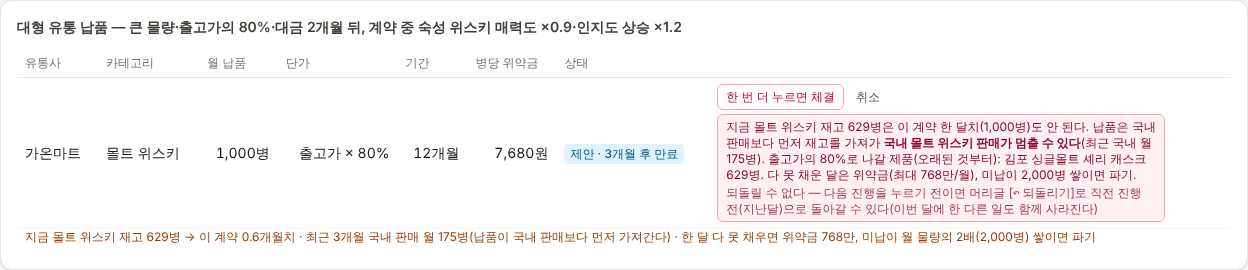 대형 유통 납품 — 큰 물량·출고가의 80%·대금 2개월 뒤, 계약 중 숙성 위스키 매력도 ×0.9·인지도 상승 ×1.2
유통사 카테고리 월 납품 단가 기간 병당 위약금 상태
한 번 더 누르면 체결 취소
가온마트 몰트 위스키 1,000병 출고가 × 80% 12개월 7,680원 제안 · 3개월 후 만료
지금 몰트 위스키 재고 629병은 이 계약 한 달치(1,000병)도 안 된다. 납품은 국내
판매보다 먼저 재고를 가져가 국내 몰트 위스키 판매가 멈출 수 있다(최근 국내 월
175병). 출고가의 80%로 나갈 제품(오래된 것부터): 김포 싱글몰트 셰리 캐스크
629병. 다 못 채운 달은 위약금(최대 768만/월), 미납이 2,000병 쌓이면 파기.
되돌릴 수 없다 — 다음 진행을 누르기 전이면 머리글 [↶ 되돌리기]로 직전 진행
전(지난달)으로 돌아갈 수 있다(이번 달에 한 다른 일도 함께 사라진다)
지금 몰트 위스키 재고 629병 → 이 계약 0.6개월치 · 최근 3개월 국내 판매 월 175병(납품이 국내 판매보다 먼저 가져간다) · 한 달 다 못 채우면 위약금 768만, 미납이 월 물량의 2배(2,000병) 쌓이면 파기